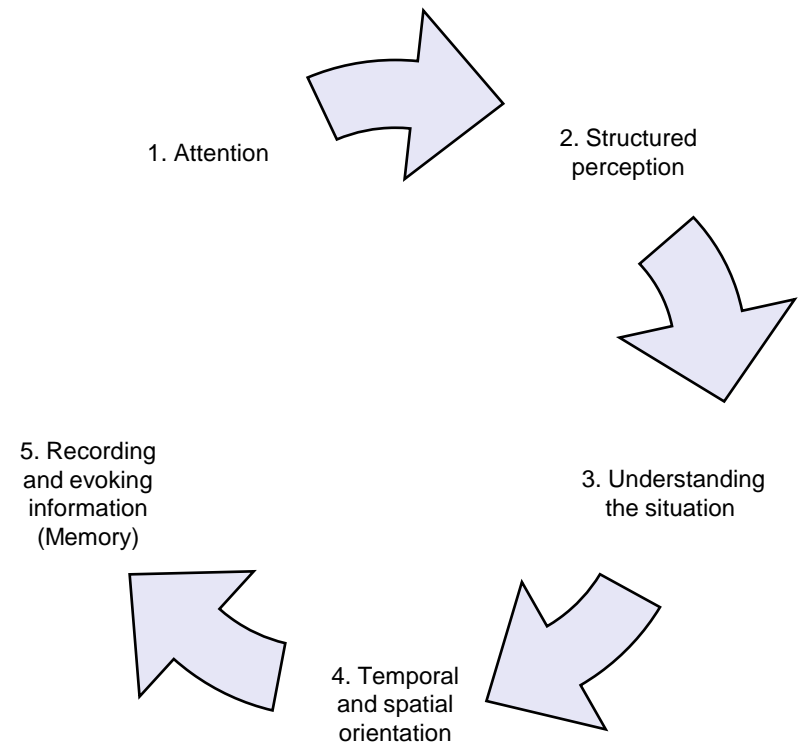 1. Attention
2. Structured
perception
3. Understanding
the situation
4. Temporal
and spatial
orientation
5. Recording
and evoking
information
(Memory)